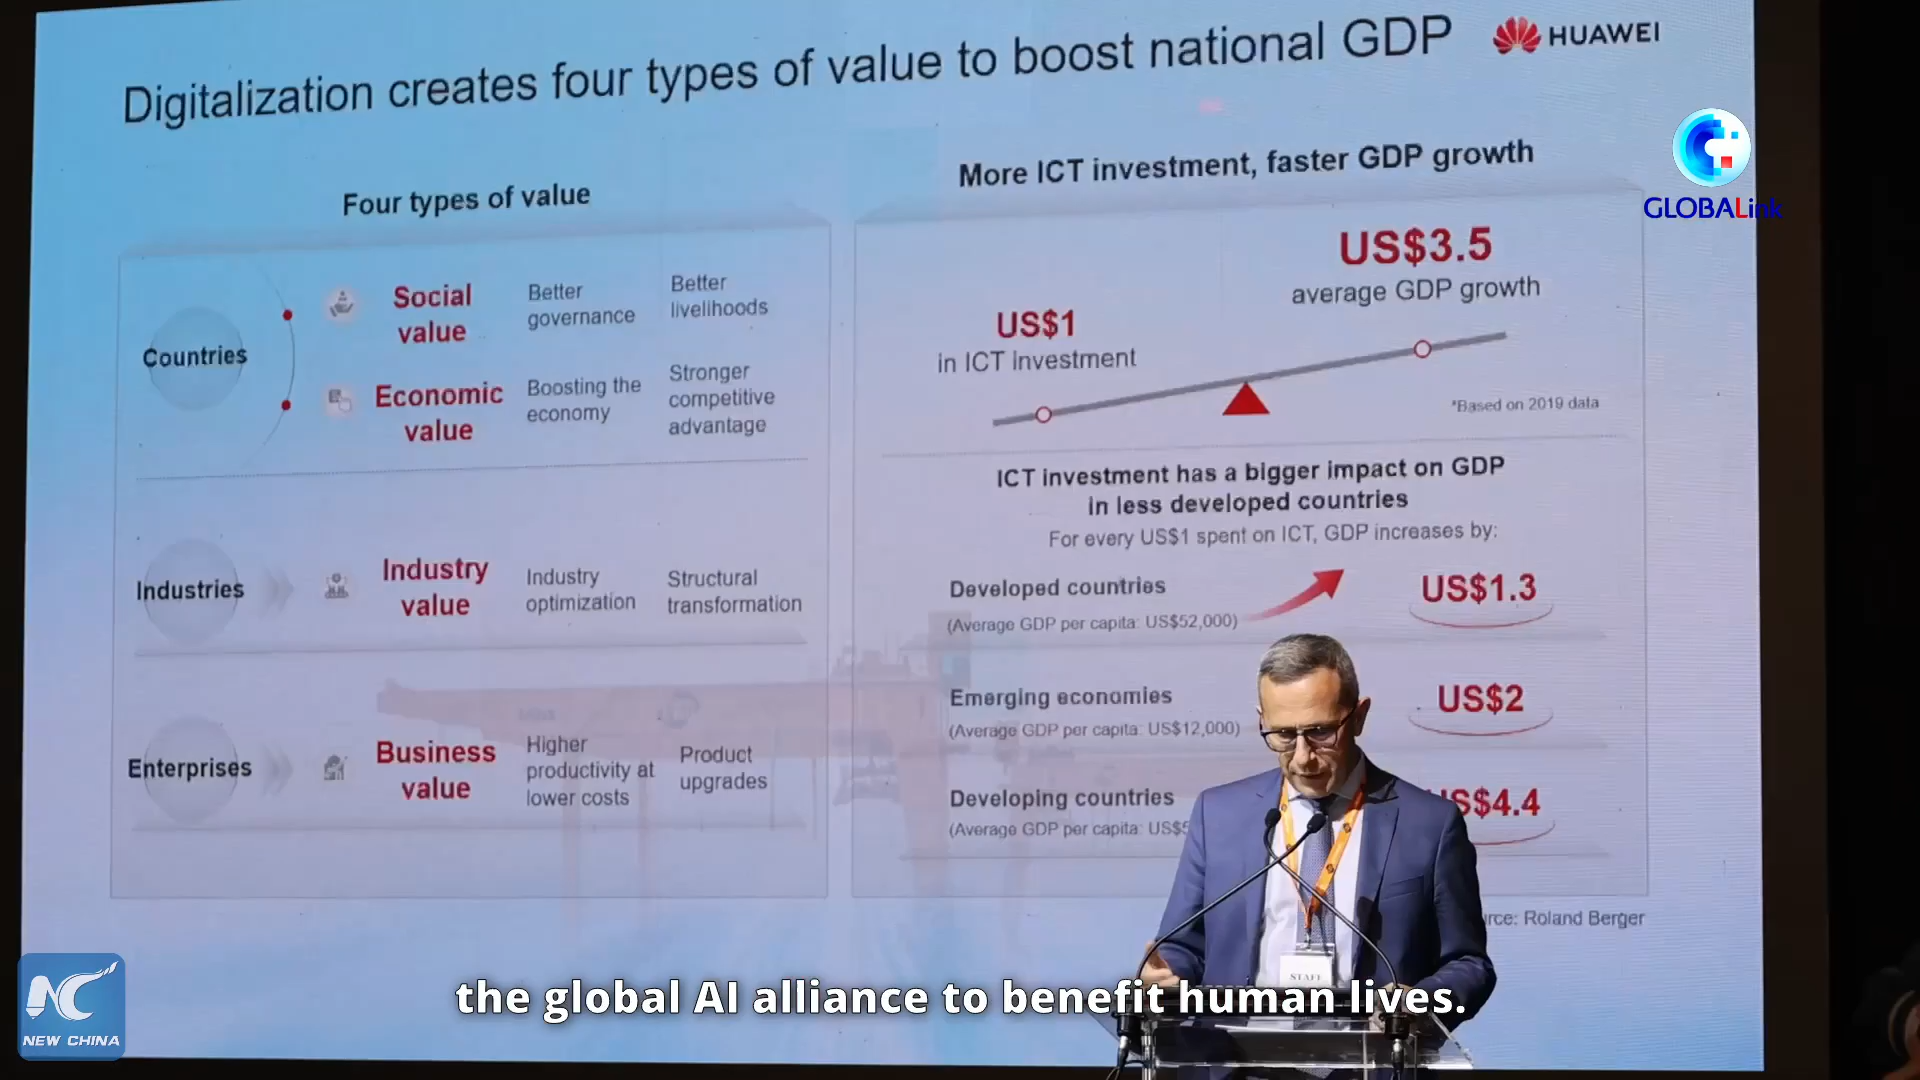 Digitalization creates four types of value to boost national GDP
HUAWEI
GLOBALink
Four types of value
Countries
Social
value
Better
governance
Better
livelihoods
Economic
value
Boosting the
economy
Stronger
competitive
advantage
Industries
Industry
value
Industry
optimization
Structural
transformation
Enterprises
Business
value
Higher
productivity at
lower costs
Product
upgrades
More ICT investment, faster GDP growth
US$1
in ICT investment
US$3.5
average GDP growth
*Based on 2019 data
ICT investment has a bigger impact on GDP
in less developed countries
For every US$1 spent on ICT, GDP increases by:
Developed countries
(Average GDP per capita: US$52,000)
US$1.3
Emerging economies
(Average GDP per capita: US$12,000)
US$2
Developing countries
(Average GDP per capita:
S$4.4
Roland Berger
STAFF
the global AI alliance to benefit human lives.
NC
NEW CHINA